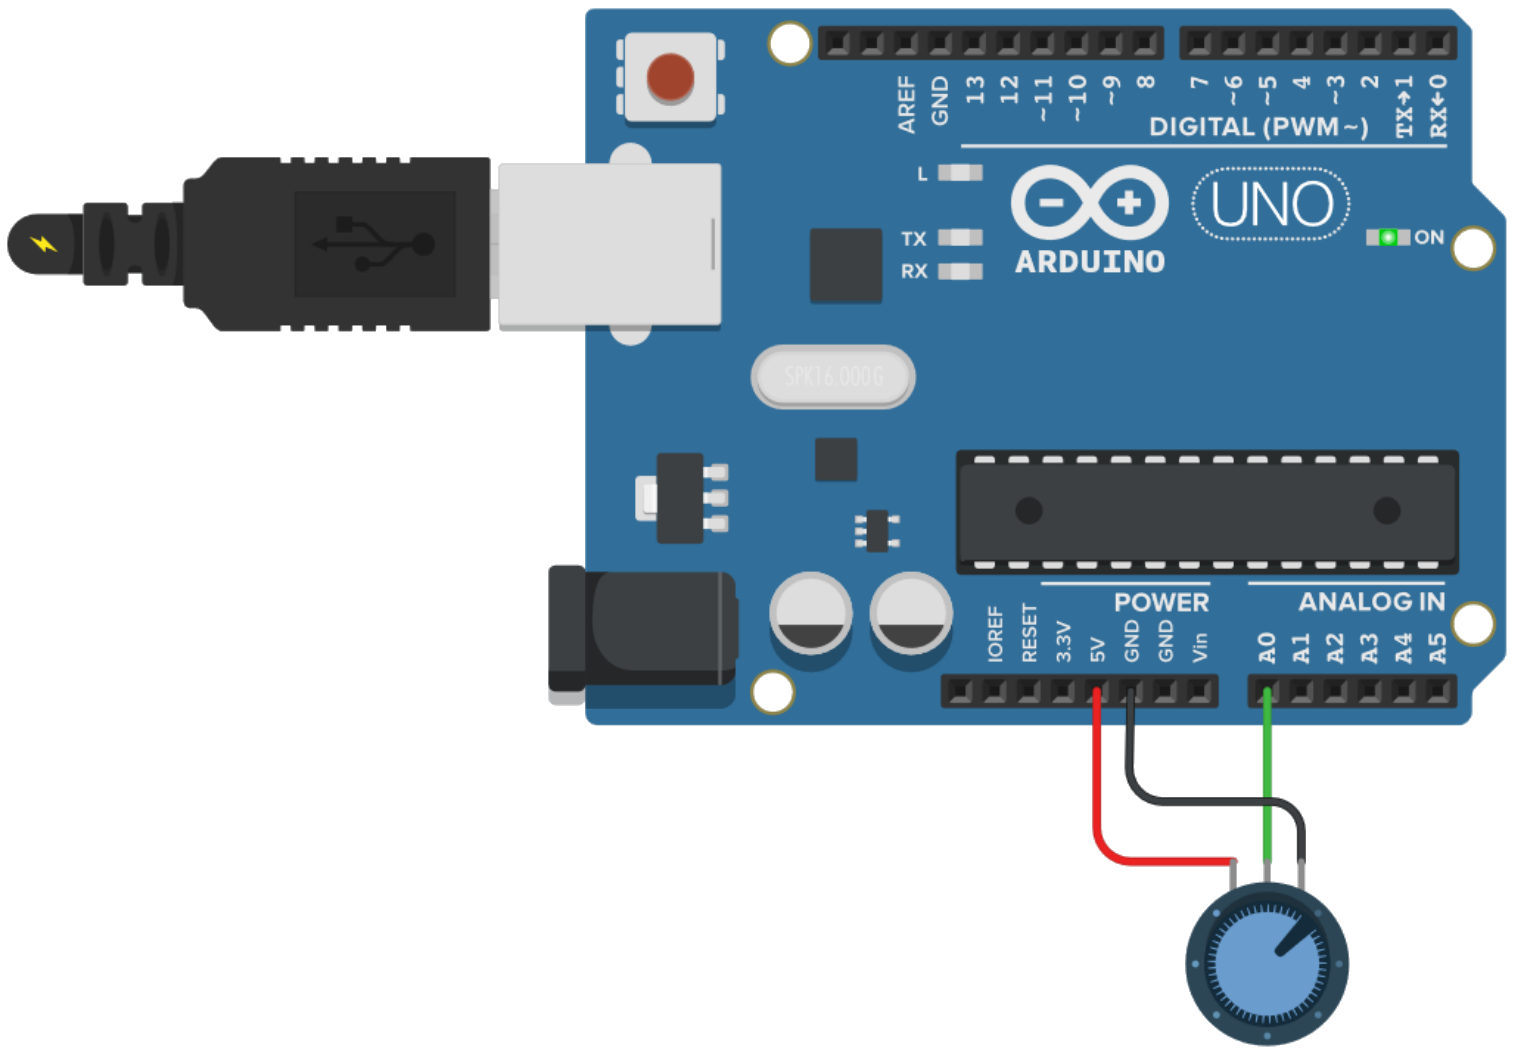 AREF
GND
13
12
~11
~10
~9
8
7
~6
~5
4
~3
2
TX→1
RX←0
DIGITAL (PWM ~)
L
TX
RX
UNO
ON
ARDUINO
SPK16.000G
POWER
ANALOG IN
IOREF
RESET
3.3V
5V
GND
GND
Vin
A0
A1
A2
A3
A4
A5